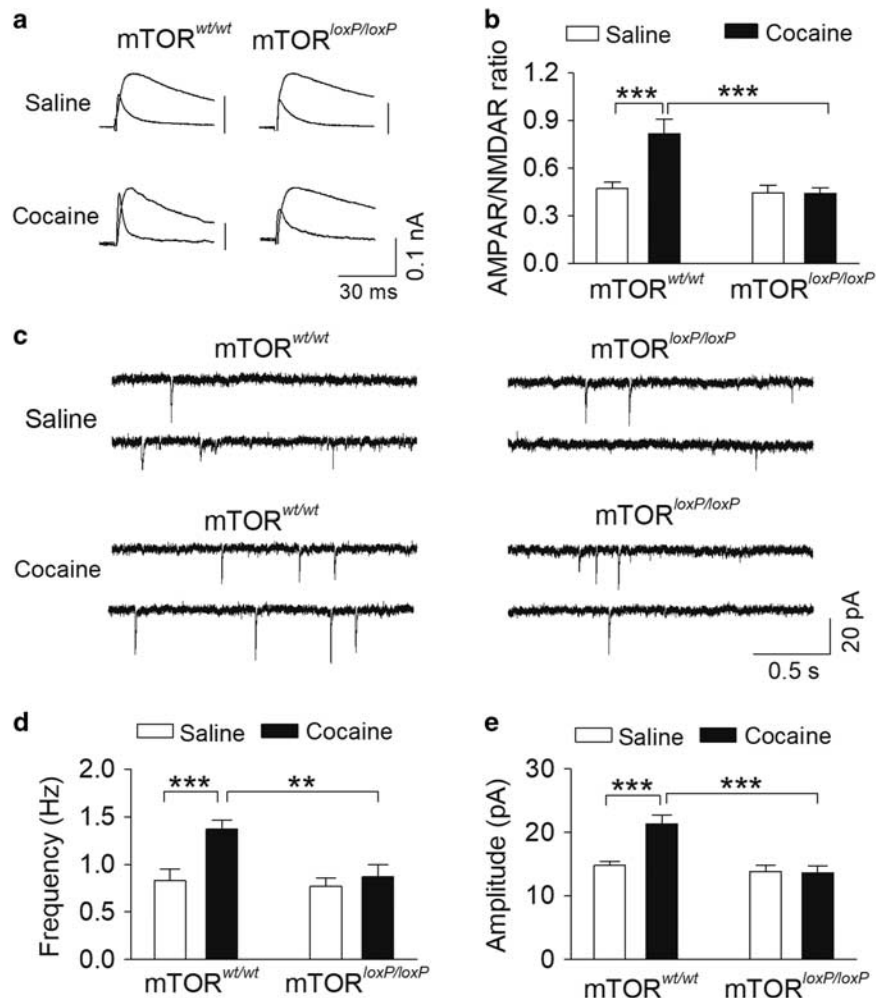 a
mTOR^wt/wt mTOR^loxP/loxP
Saline
Cocaine
0.1 nA
30 ms
b
Saline Cocaine
AMPAR/NMDAR ratio
1.2
0.9
0.6
0.3
0.0
*** ***
mTOR^wt/wt mTOR^loxP/loxP
c
mTOR^wt/wt mTOR^loxP/loxP
Saline
mTOR^wt/wt mTOR^loxP/loxP
Cocaine
20 pA
0.5 s
d
Saline Cocaine
Frequency (Hz)
2.0
1.5
1.0
0.5
0.0
*** **
mTOR^wt/wt mTOR^loxP/loxP
e
Saline Cocaine
Amplitude (pA)
30
20
10
0
*** ***
mTOR^wt/wt mTOR^loxP/loxP